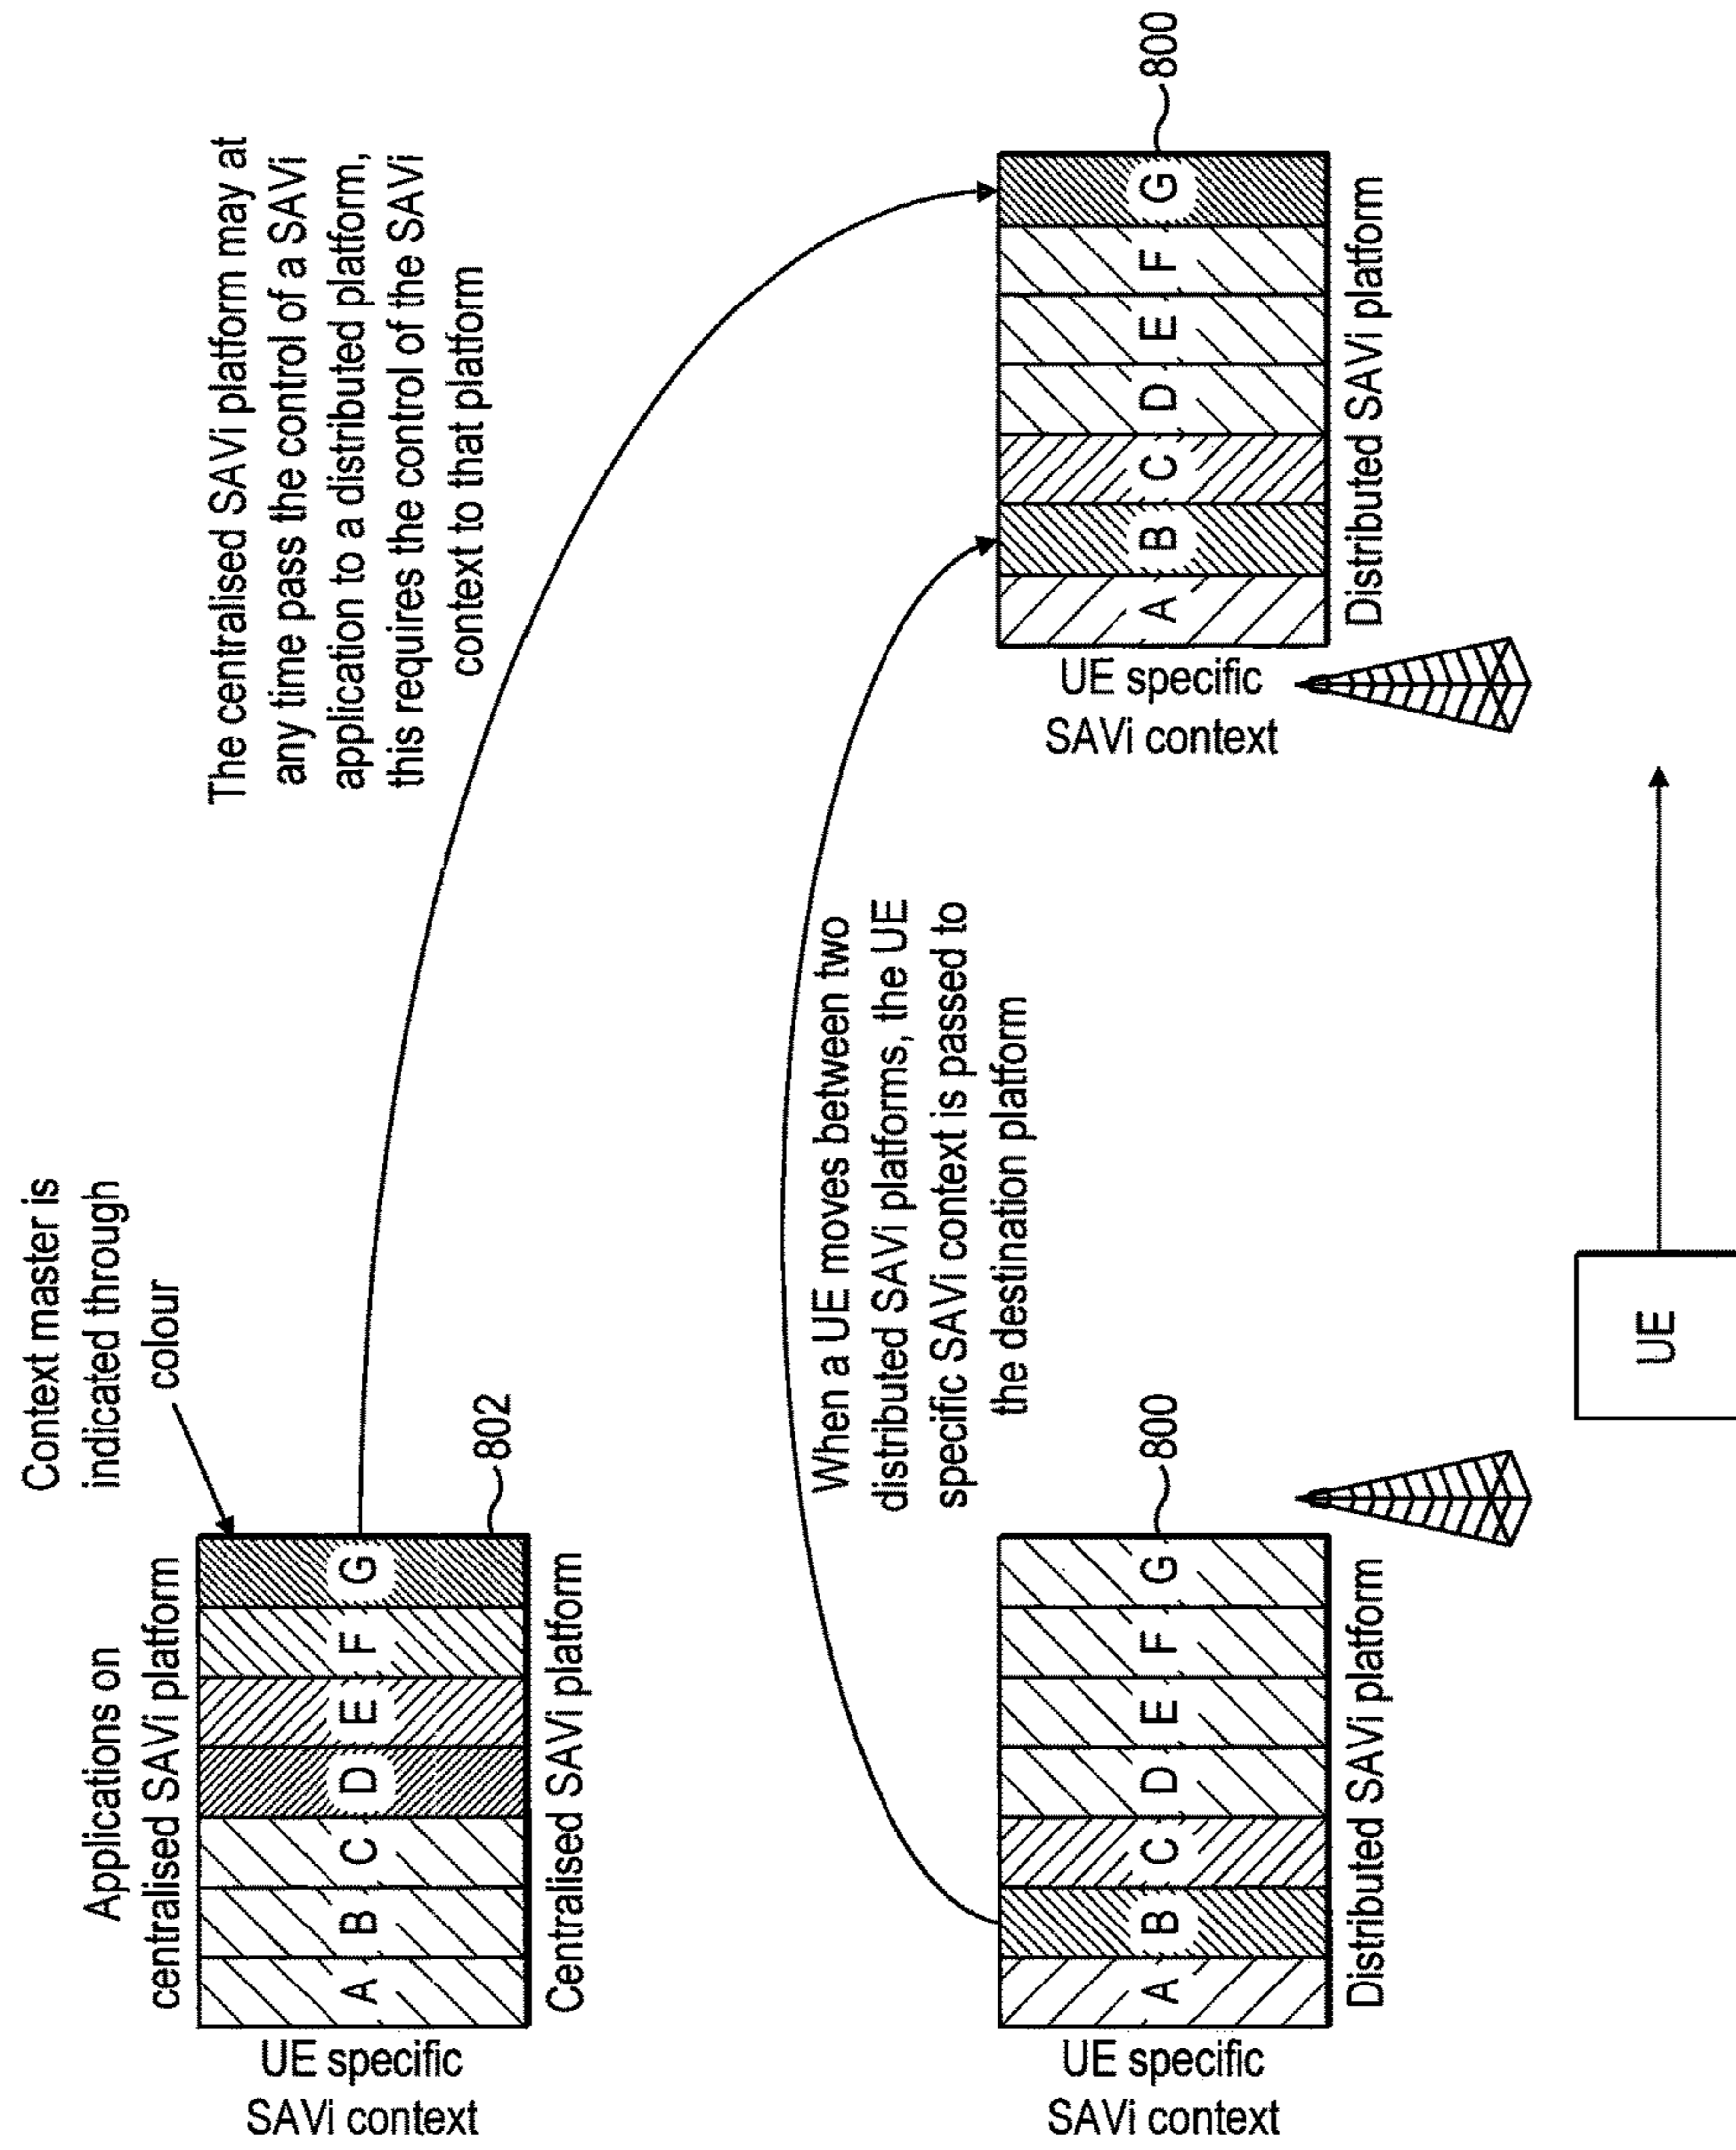 Context master is
indicated through
colour
Applications on
centralised SAVi platform
UE specific
SAVi context
A B C D E F G
802
Centralised SAVi platform
The centralised SAVi platform may at
any time pass the control of a SAVi
application to a distributed platform,
this requires the control of the SAVi
context to that platform
When a UE moves between two
distributed SAVi platforms, the UE
specific SAVi context is passed to
the destination platform
UE specific
SAVi context
A B C D E F G
800
Distributed SAVi platform
UE specific
SAVi context
A B C D E F G
800
Distributed SAVi platform
UE